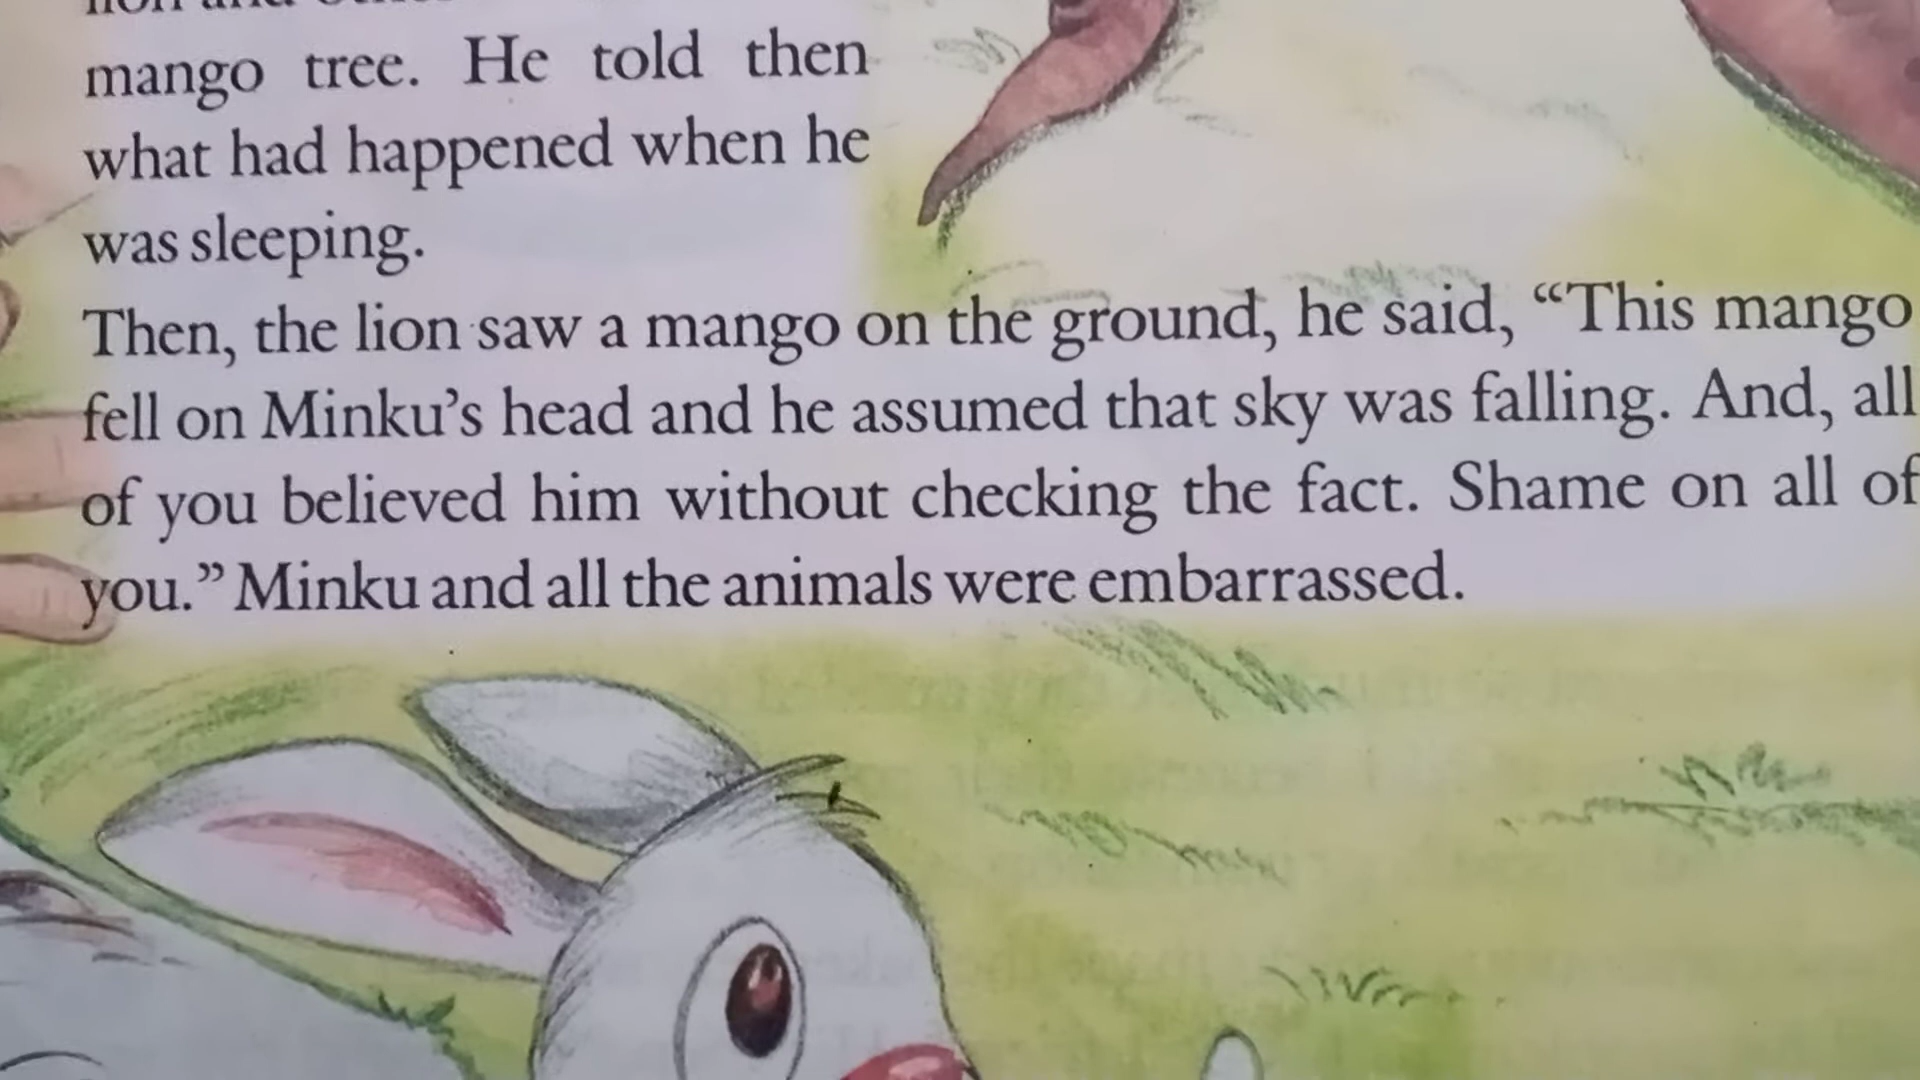 mango tree. He told then
what had happened when he
was sleeping.
Then, the lion saw a mango on the ground, he said, “This mango
fell on Minku’s head and he assumed that sky was falling. And, all
of you believed him without checking the fact. Shame on all of
you.” Minku and all the animals were embarrassed.